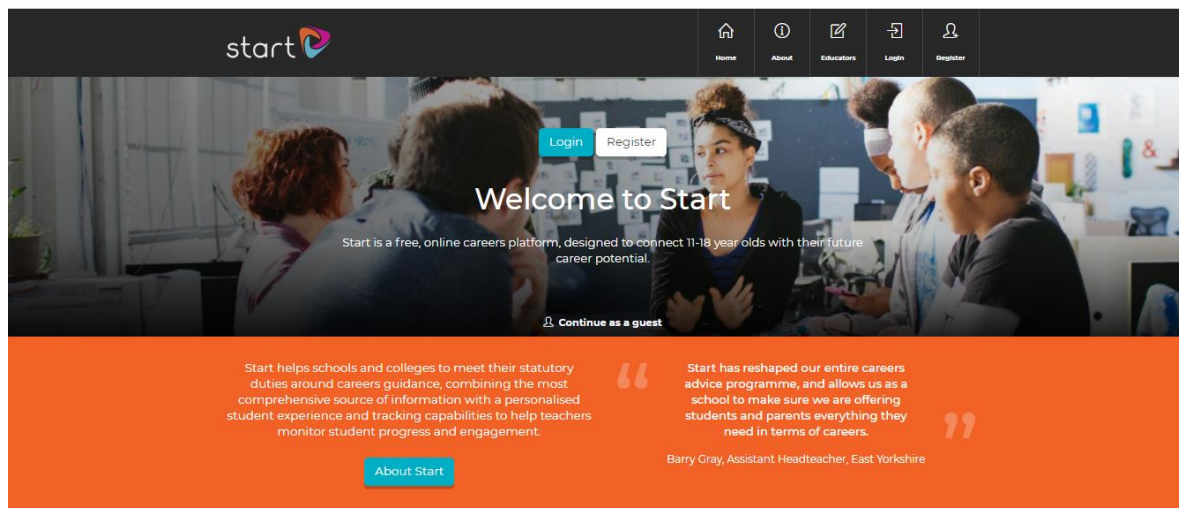 start
Home
About
Educators
Login
Register
Login
Register
Welcome to Start
Start is a free, online careers platform, designed to connect 11-18 year olds with their future
career potential.
Continue as a guest
Start helps schools and colleges to meet their statutory
duties around careers guidance, combining the most
comprehensive source of information with a personalised
student experience and tracking capabilities to help teachers
monitor student progress and engagement.
About Start
“
Start has reshaped our entire careers
advice programme, and allows us as a
school to make sure we are offering
students and parents everything they
need in terms of careers.
”
Barry Gray, Assistant Headteacher, East Yorkshire
&